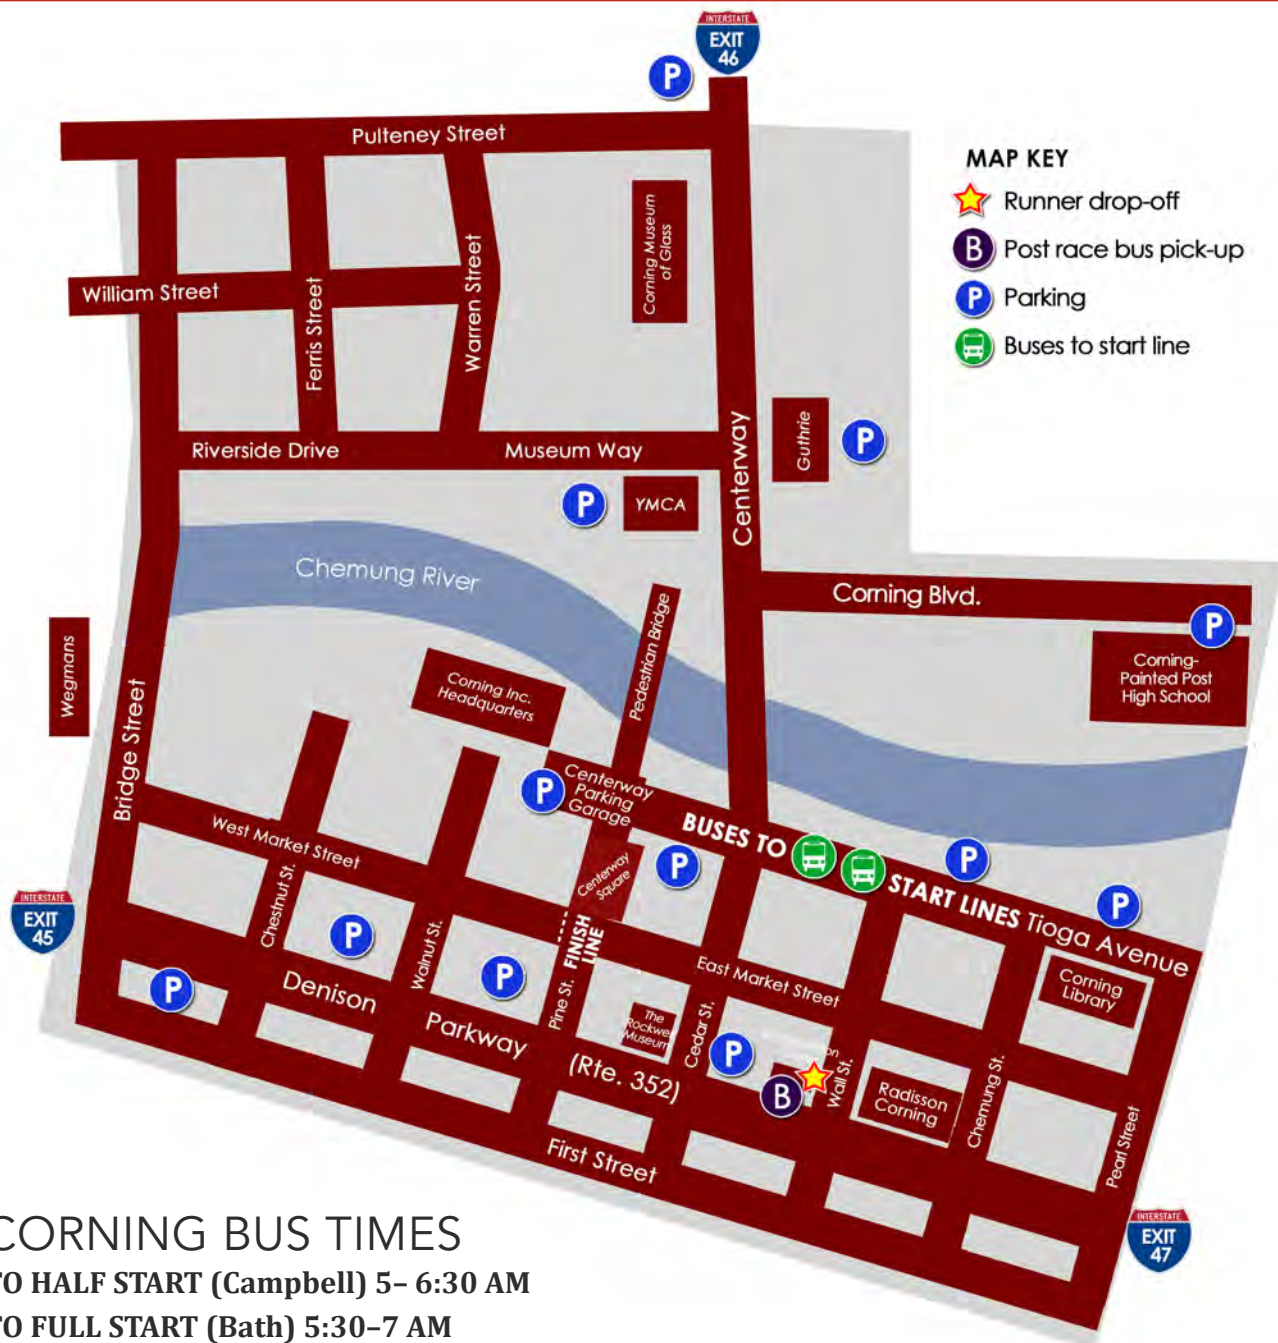 INTERSTATE
EXIT
46
P
Pulteney Street
MAP KEY
Runner drop-off
B Post race bus pick-up
P Parking
Buses to start line
Corning Museum
of Glass
William Street
Ferris Street
Warren Street
Centerway
Guthrie
P
Riverside Drive
Museum Way
P
YMCA
Chemung River
Corning Blvd.
P
Corning-
Painted Post
High School
Wegmans
Bridge Street
Pedestrian Bridge
Corning Inc.
Headquarters
P
Centerway
Parking
Garage
BUSES TO
START LINES
Tioga Avenue
P
P
P
West Market Street
Centerway
Square
INTERSTATE
EXIT
45
Chestnut St.
P
Walnut St.
P
FINISH
LINE
Pine St.
East Market Street
Corning
Library
P
Denison
Parkway
(Rte. 352)
The
Museum
Cedar St.
P
B
Wall St.
Radisson
Corning
Chemung St.
Pearl Street
First Street
INTERSTATE
EXIT
47
CORNING BUS TIMES
TO HALF START (Campbell) 5– 6:30 AM
TO FULL START (Bath) 5:30–7 AM